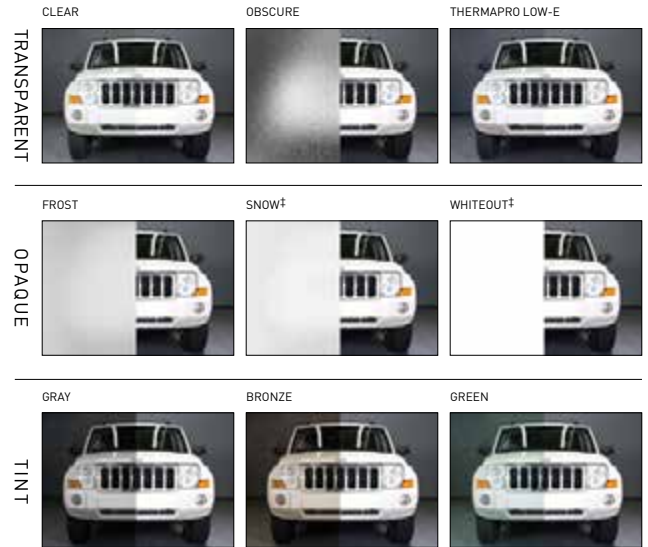 CLEAR
OBSCURE
THERMAPRO LOW-E
TRANSPARENT
FROST
SNOW‡
WHITEOUT‡
OPAQUE
GRAY
BRONZE
GREEN
TINT